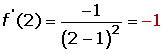 f'(2) = -1/(2-1)² = -1